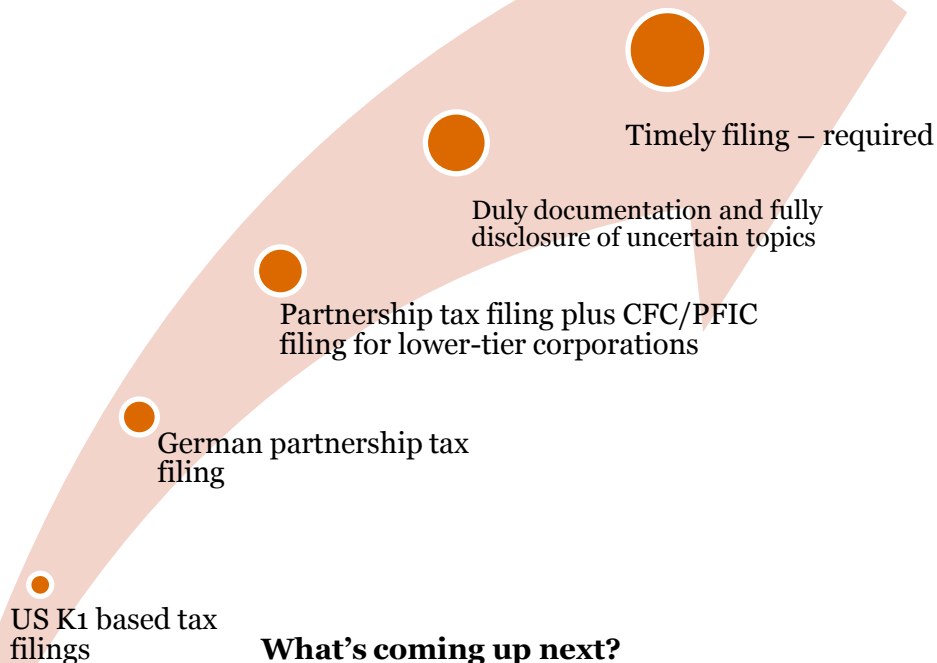 Timely filing – required
Duly documentation and fully
disclosure of uncertain topics
Partnership tax filing plus CFC/PFIC
filing for lower-tier corporations
German partnership tax
filing
US K1 based tax
filings
What’s coming up next?